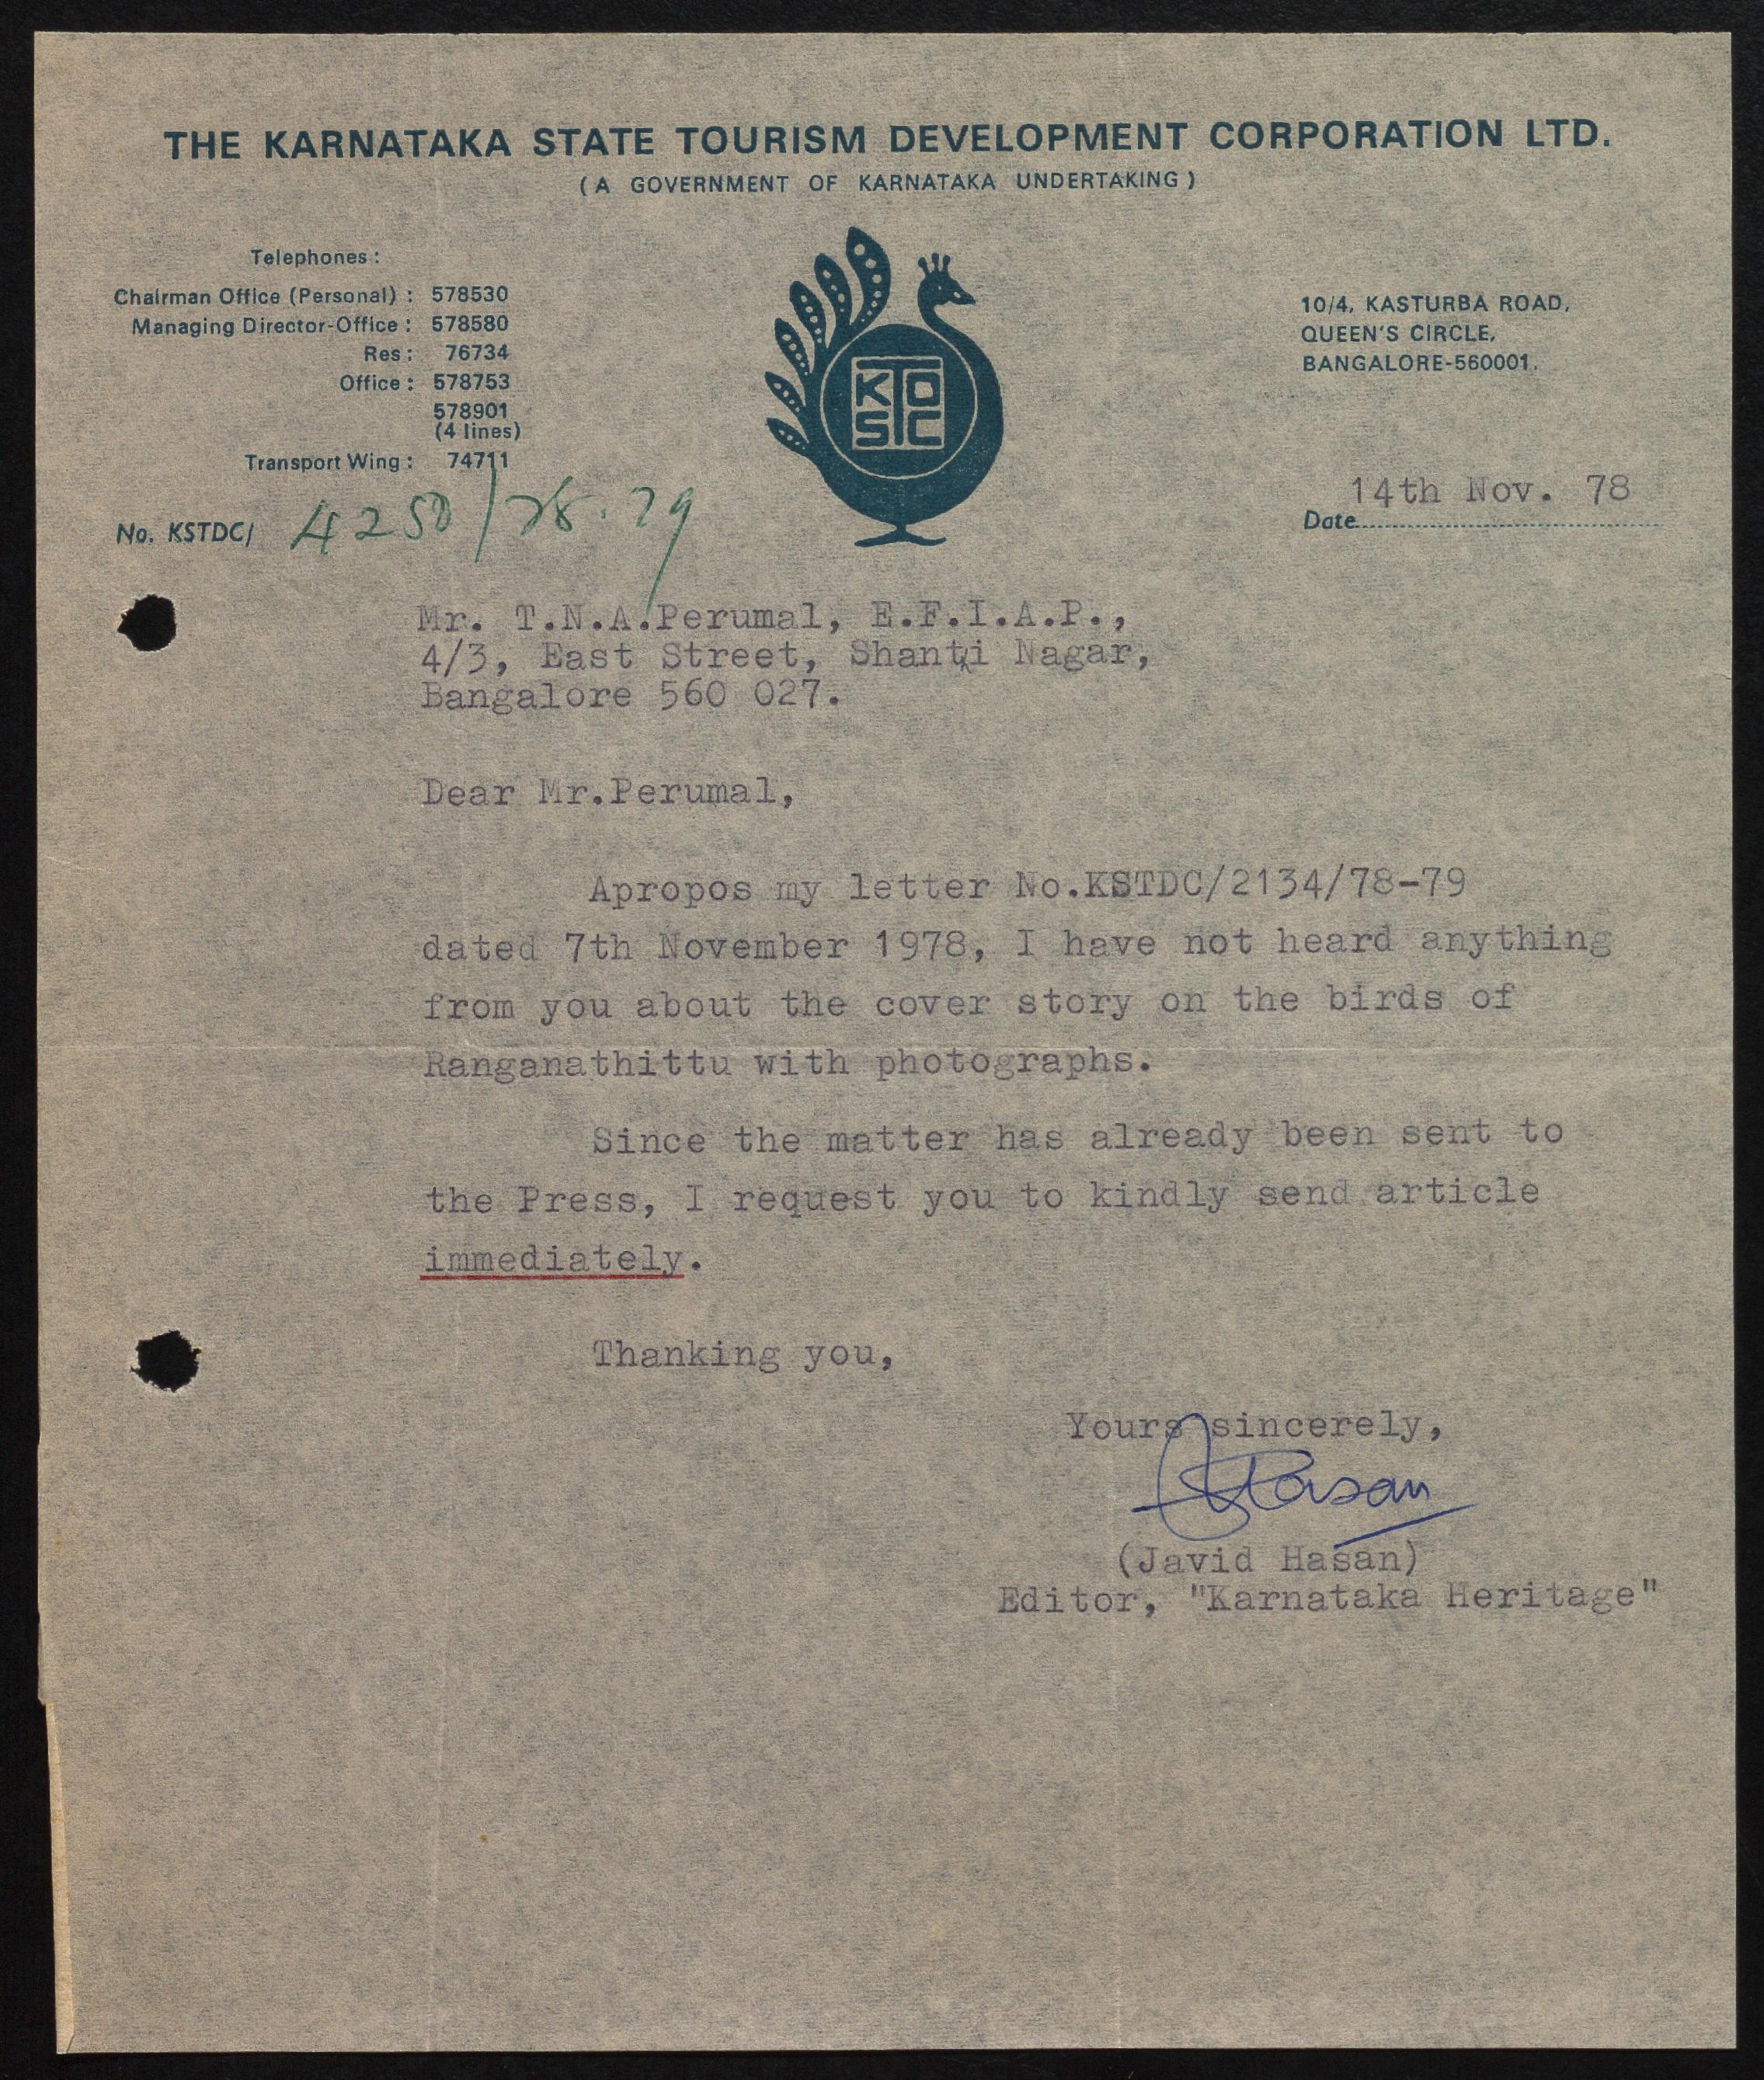 THE KARNATAKA STATE TOURISM DEVELOPMENT CORPORATION LTD.
(A GOVERNMENT OF KARNATAKA UNDERTAKING)
Telephones:
Chairman Office (Personal) : 578530
Managing Director-Office : 578580
Res : 76734
Office : 578753
578901
(4 lines)
Transport Wing : 74711
KSTDC
10/4, KASTURBA ROAD,
QUEEN'S CIRCLE,
BANGALORE-560001.
No. KSTDC/ 4250/78.79
Date 14th Nov. 78
Mr. T.N.A.Perumal, E.F.I.A.P.,
4/3, East Street, Shanti Nagar,
Bangalore 560 027.
Dear Mr.Perumal,
Apropos my letter No.KSTDC/2134/78-79
dated 7th November 1978, I have not heard anything
from you about the cover story on the birds of
Ranganathittu with photographs.
Since the matter has already been sent to
the Press, I request you to kindly send article
immediately.
Thanking you,
Yours sincerely,
(Javid Hasan)
Editor, "Karnataka Heritage"